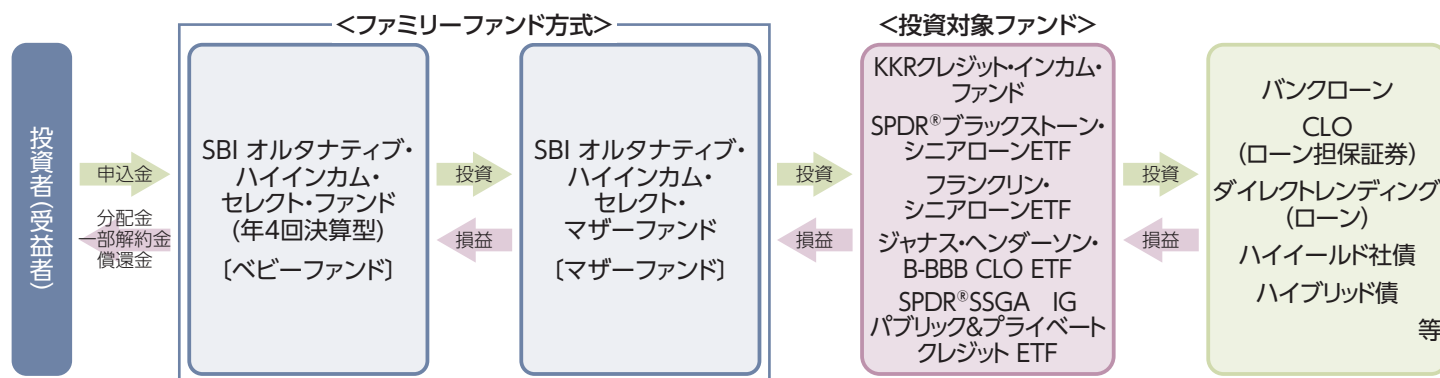 <ファミリーファンド方式>
<投資対象ファンド>
投資者(受益者)
申込金
分配金
一部解約金
償還金
SBI オルタナティブ・
ハイインカム・
セレクト・ファンド
(年4回決算型)
〔ベビーファンド〕
投資
損益
SBI オルタナティブ・
ハイインカム・
セレクト・
マザーファンド
〔マザーファンド〕
投資
損益
KKRクレジット・インカム・
ファンド
SPDR®ブラックストーン・
シニアローンETF
フランクリン・
シニアローンETF
ジャナス・ヘンダーソン・
B-BBB CLO ETF
SPDR®SSGA IG
パブリック&プライベート
クレジット ETF
投資
損益
バンクローン
CLO
(ローン担保証券)
ダイレクトレンディング
(ローン)
ハイイールド社債
ハイブリッド債
等